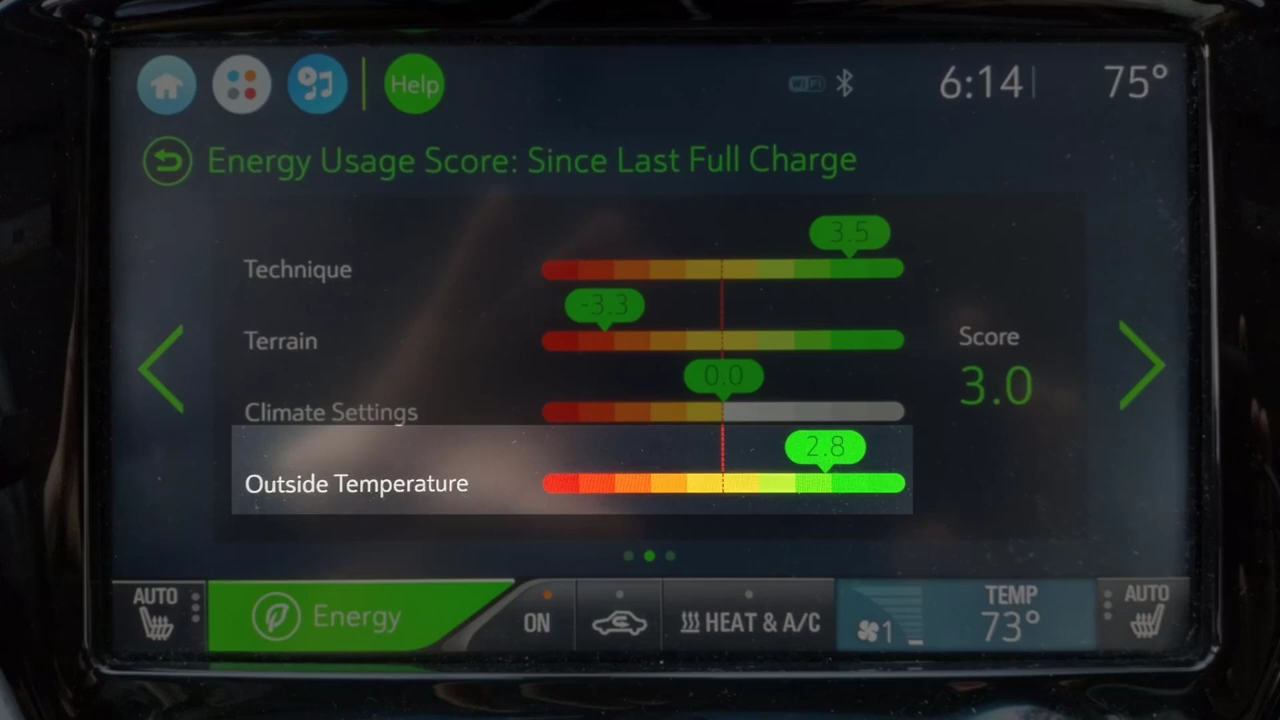 Help
WiFi
6:14
75°
Energy Usage Score: Since Last Full Charge
3.5
Technique
-3.3
Terrain
Score
0.0
3.0
Climate Settings
2.8
Outside Temperature
AUTO
Energy
ON
HEAT & A/C
1
TEMP
73°
AUTO